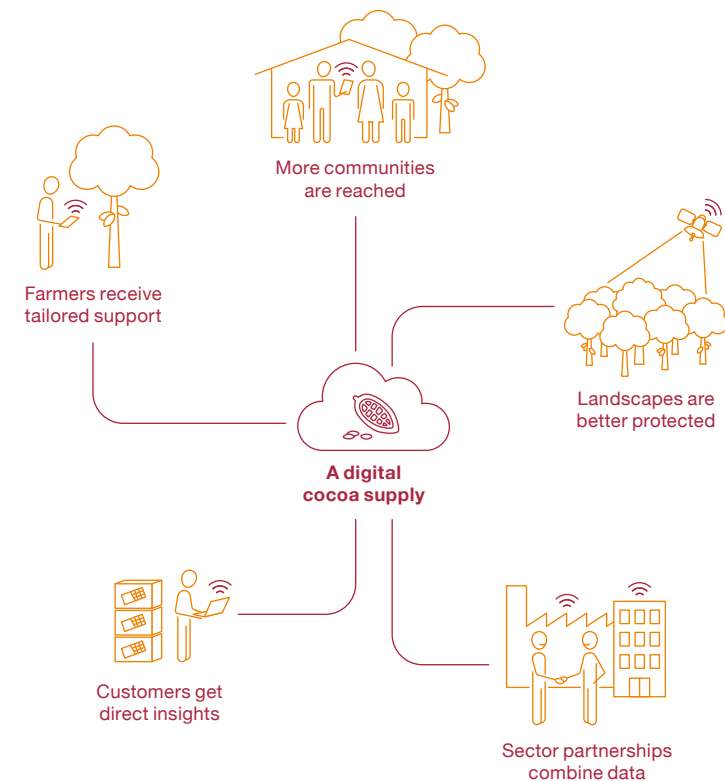 More communities
are reached
Farmers receive
tailored support
Landscapes are
better protected
A digital
cocoa supply
Customers get
direct insights
Sector partnerships
combine data